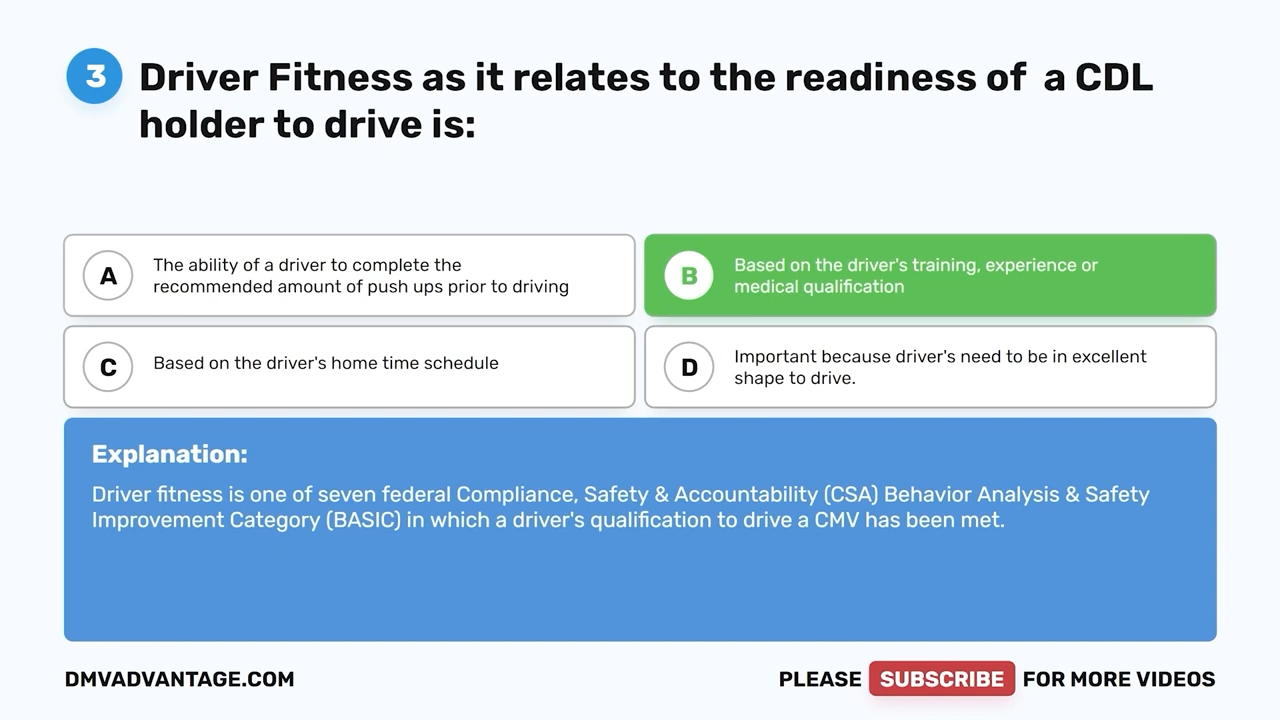 3
Driver Fitness as it relates to the readiness of a CDL
holder to drive is:
A
The ability of a driver to complete the
recommended amount of push ups prior to driving
B
Based on the driver's training, experience or
medical qualification
C
Based on the driver's home time schedule
D
Important because driver's need to be in excellent
shape to drive.
Explanation:
Driver fitness is one of seven federal Compliance, Safety & Accountability (CSA) Behavior Analysis & Safety
Improvement Category (BASIC) in which a driver's qualification to drive a CMV has been met.
DMVADVANTAGE.COM
PLEASE SUBSCRIBE FOR MORE VIDEOS